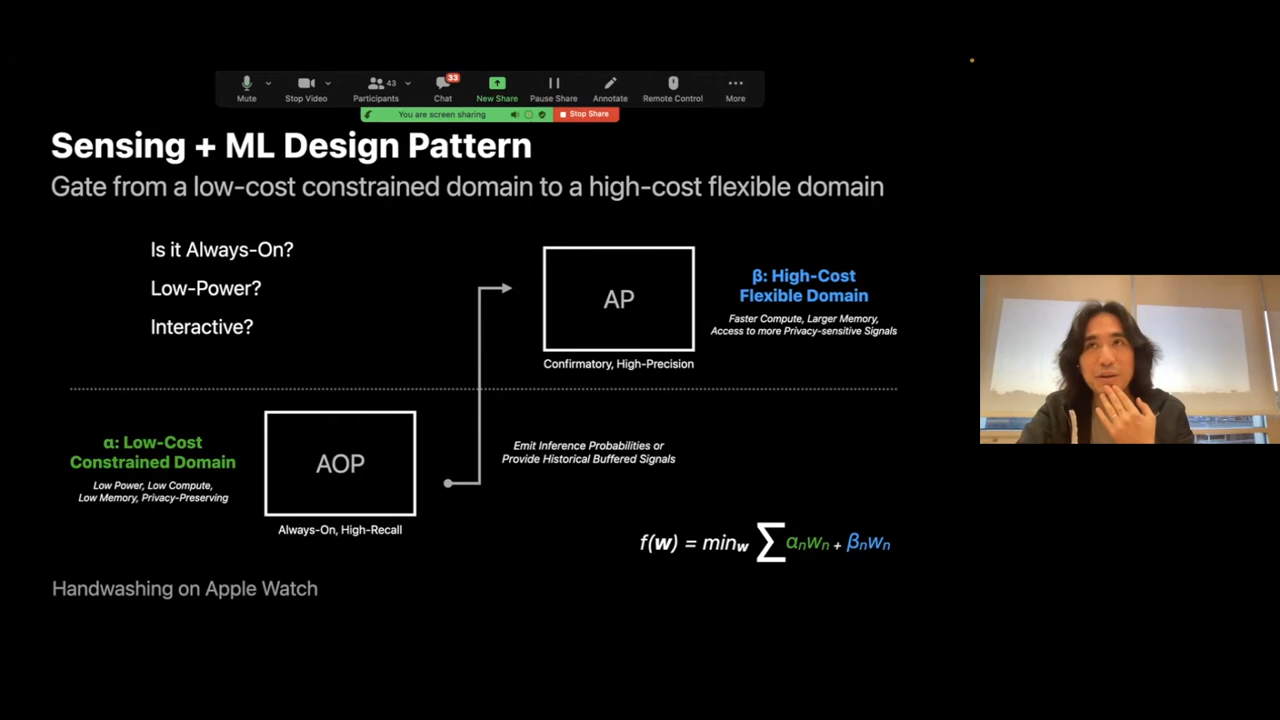 33
43
Mute
Stop Video
Participants
Chat
New Share
Pause Share
Annotate
Remote Control
More
You are screen sharing
Stop Share
Sensing + ML Design Pattern
Gate from a low-cost constrained domain to a high-cost flexible domain
Is it Always-On?
Low-Power?
Interactive?
AP
Confirmatory, High-Precision
β: High-Cost
Flexible Domain
Faster Compute, Larger Memory,
Access to more Privacy-sensitive Signals
α: Low-Cost
Constrained Domain
Low Power, Low Compute,
Low Memory, Privacy-Preserving
AOP
Always-On, High-Recall
Emit Inference Probabilities or
Provide Historical Buffered Signals
f(w) = minw ∑ αnwn + βnwn
Handwashing on Apple Watch